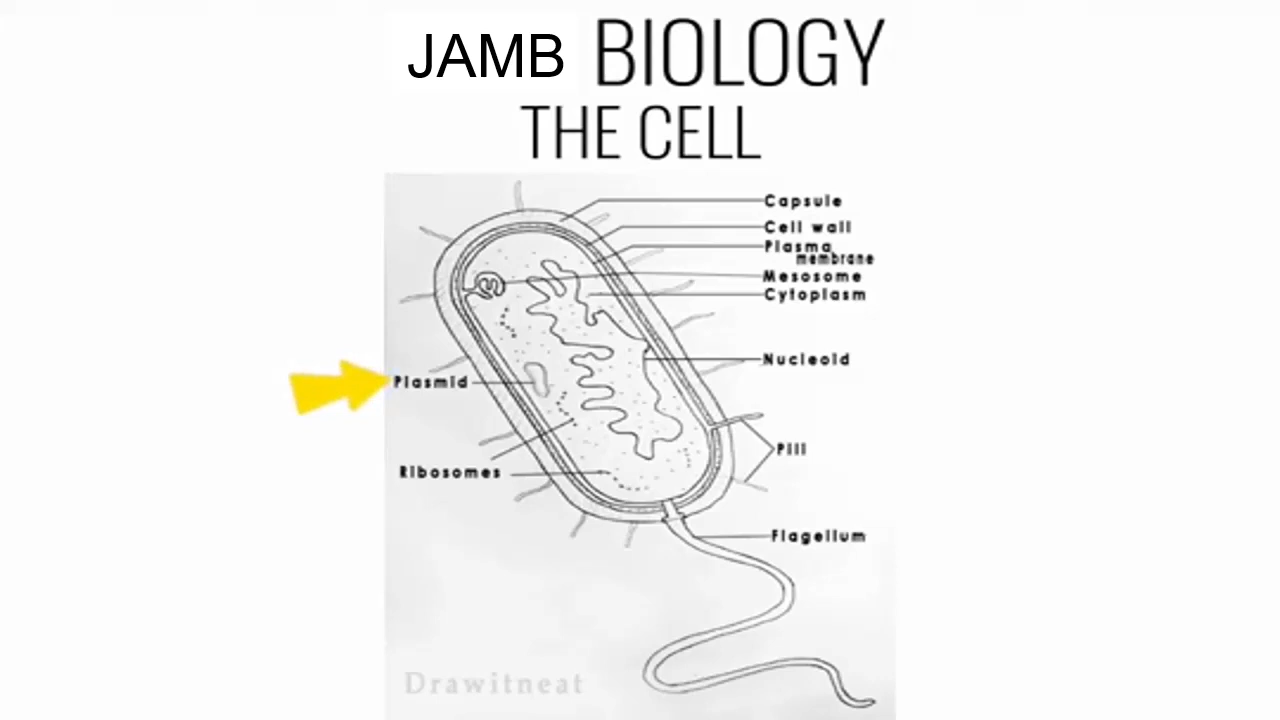 JAMB BIOLOGY
THE CELL
Capsule
Cell wall
Plasma
membrane
Mesosome
Cytoplasm
Nucleoid
Plasmid
Pili
Ribosomes
Flagellum
Drawitneat